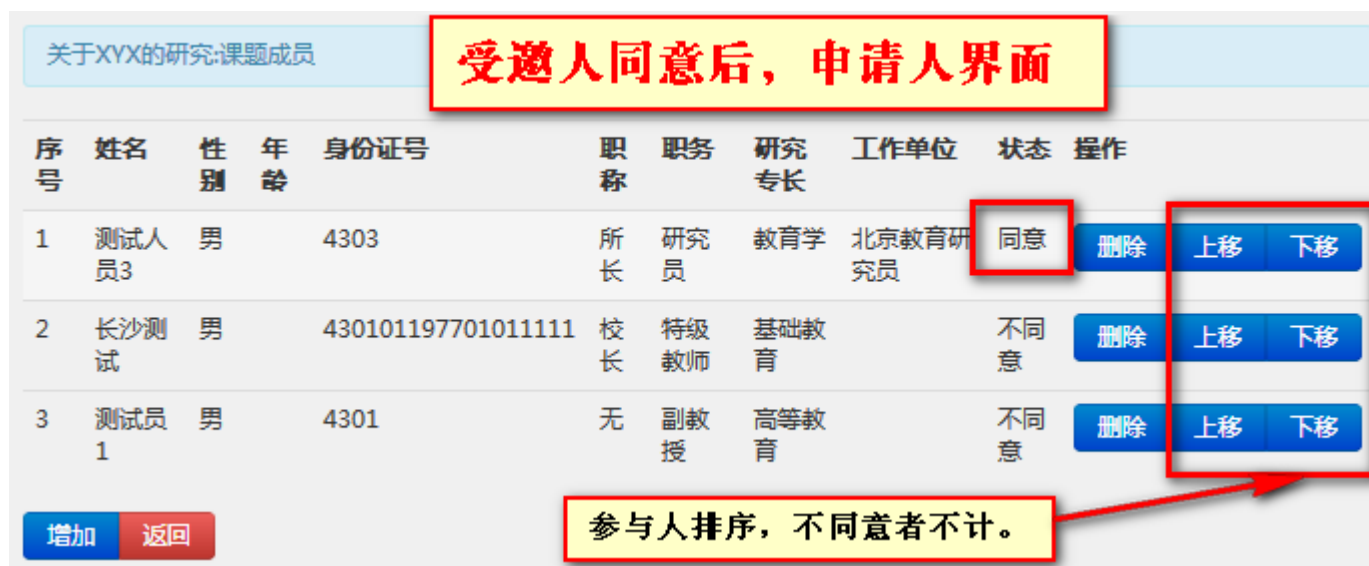 关于XYX的研究:课题成员
受邀人同意后，申请人界面
序号 姓名 性别 年龄 身份证号 职称 职务 研究专长 工作单位 状态 操作
1 测试人员3 男 4303 所长 研究员 教育学 北京教育研究员 同意 删除 上移 下移
2 长沙测试 男 430101197701011111 校长 特级教师 基础教育 不同意 删除 上移 下移
3 测试员1 男 4301 无 副教授 高等教育 不同意 删除 上移 下移
增加 返回
参与人排序，不同意者不计。